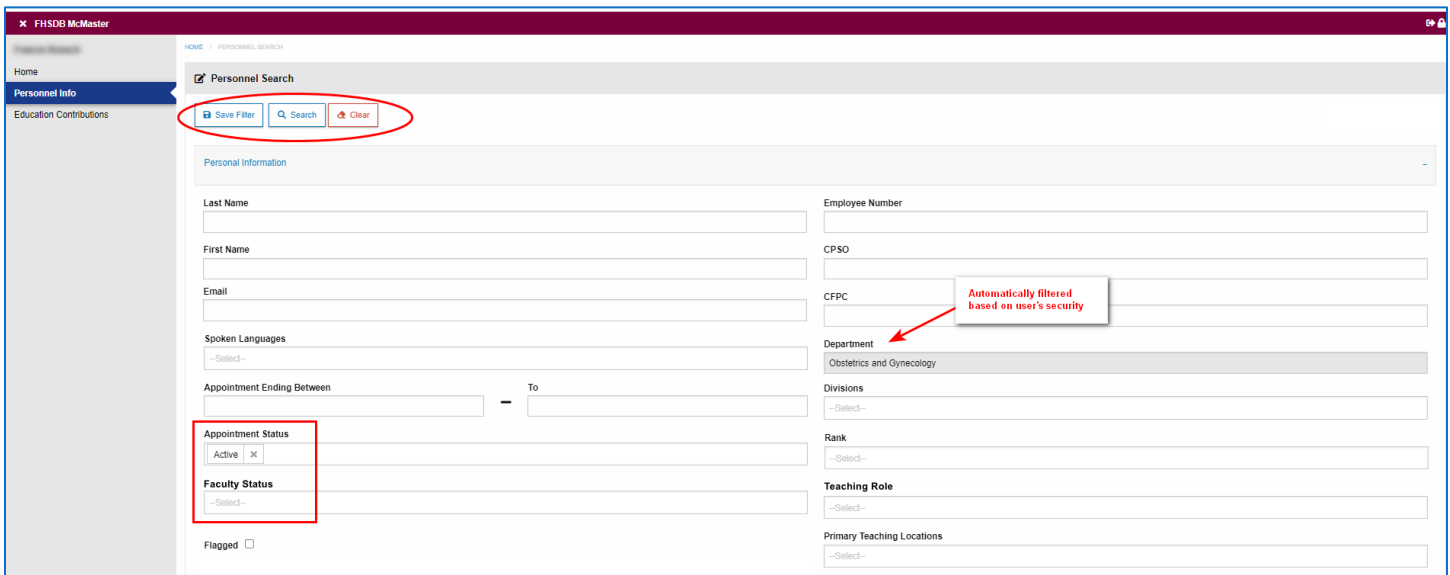 FHSDB McMaster
Home
Personnel Info
Education Contributions
HOME / PERSONNEL SEARCH
Personnel Search
Save Filter Search Clear
Personal Information
Last Name
First Name
Email
Spoken Languages
--Select--
Appointment Ending Between To
Appointment Status
Active
Faculty Status
--Select--
Flagged
Employee Number
CPSO
CFPC
Automatically filtered
based on user's security
Department
Obstetrics and Gynecology
Divisions
--Select--
Rank
--Select--
Teaching Role
--Select--
Primary Teaching Locations
--Select--